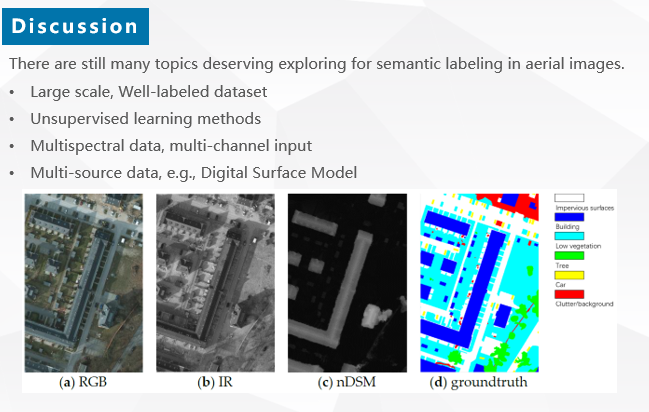 Discussion
There are still many topics deserving exploring for semantic labeling in aerial images.
• Large scale, Well-labeled dataset
• Unsupervised learning methods
• Multispectral data, multi-channel input
• Multi-source data, e.g., Digital Surface Model
Impervious surfaces
Building
Low vegetation
Tree
Car
Clutter/background
(a) RGB
(b) IR
(c) nDSM
(d) groundtruth